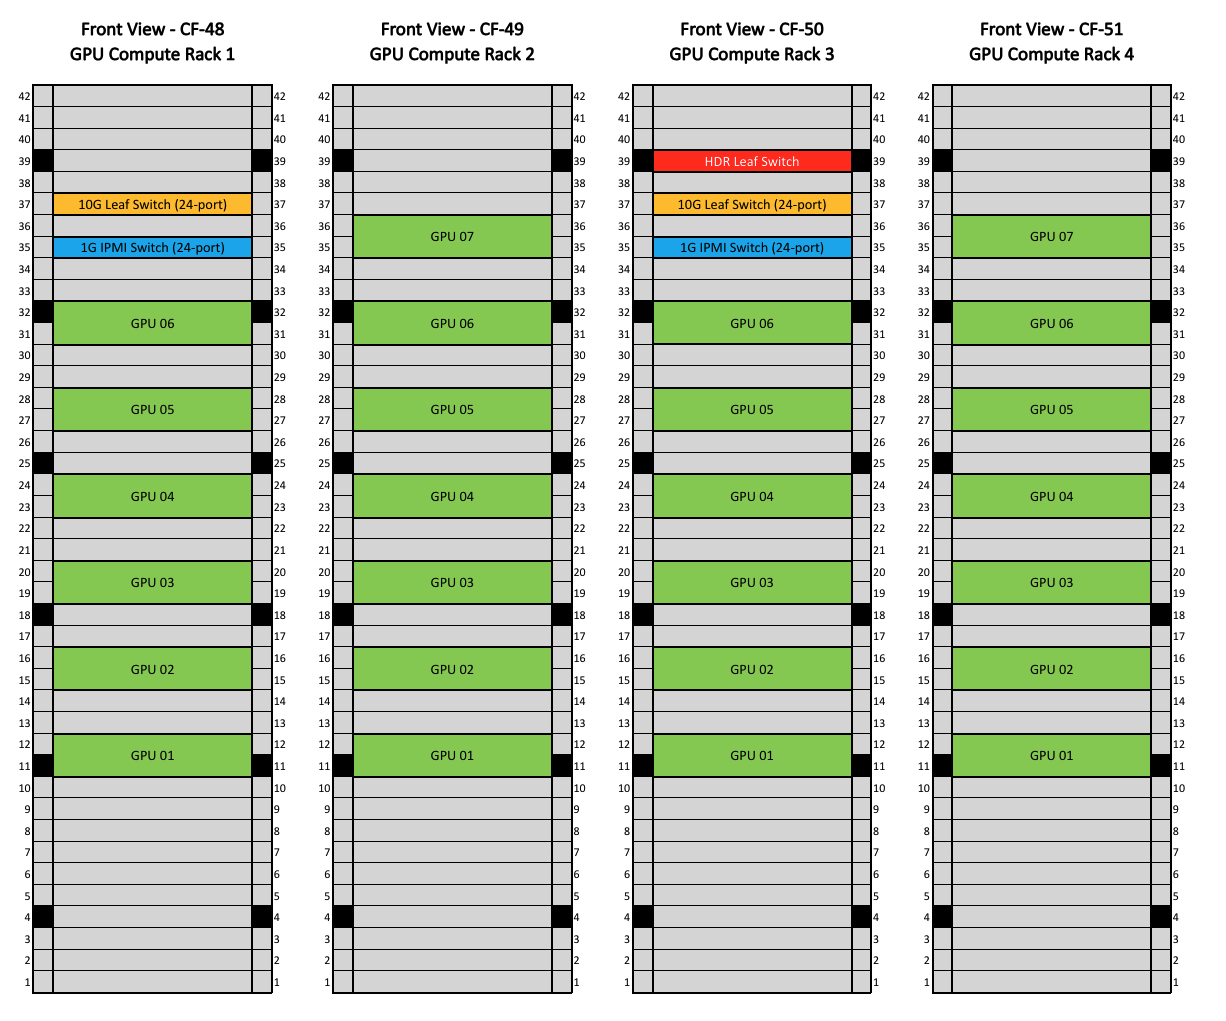 Front View - CF-48
GPU Compute Rack 1
Front View - CF-49
GPU Compute Rack 2
Front View - CF-50
GPU Compute Rack 3
Front View - CF-51
GPU Compute Rack 4
42 42 42 42 42 42 42 42
41 41 41 41 41 41 41 41
40 40 40 40 40 40 40 40
39 39 39 39 39 HDR Leaf Switch 39 39 39
38 38 38 38 38 38 38 38
37 10G Leaf Switch (24-port) 37 37 37 37 10G Leaf Switch (24-port) 37 37 37
36 36 36 36 36 36 36 36
GPU 07 GPU 07
35 1G IPMI Switch (24-port) 35 35 35 35 1G IPMI Switch (24-port) 35 35 35
34 34 34 34 34 34 34 34
33 33 33 33 33 33 33 33
32 32 32 32 32 32 32 32
GPU 06 GPU 06 GPU 06 GPU 06
31 31 31 31 31 31 31 31
30 30 30 30 30 30 30 30
29 29 29 29 29 29 29 29
28 28 28 28 28 28 28 28
GPU 05 GPU 05 GPU 05 GPU 05
27 27 27 27 27 27 27 27
26 26 26 26 26 26 26 26
25 25 25 25 25 25 25 25
24 24 24 24 24 24 24 24
GPU 04 GPU 04 GPU 04 GPU 04
23 23 23 23 23 23 23 23
22 22 22 22 22 22 22 22
21 21 21 21 21 21 21 21
20 20 20 20 20 20 20 20
GPU 03 GPU 03 GPU 03 GPU 03
19 19 19 19 19 19 19 19
18 18 18 18 18 18 18 18
17 17 17 17 17 17 17 17
16 16 16 16 16 16 16 16
GPU 02 GPU 02 GPU 02 GPU 02
15 15 15 15 15 15 15 15
14 14 14 14 14 14 14 14
13 13 13 13 13 13 13 13
12 12 12 12 12 12 12 12
GPU 01 GPU 01 GPU 01 GPU 01
11 11 11 11 11 11 11 11
10 10 10 10 10 10 10 10
9 9 9 9 9 9 9 9
8 8 8 8 8 8 8 8
7 7 7 7 7 7 7 7
6 6 6 6 6 6 6 6
5 5 5 5 5 5 5 5
4 4 4 4 4 4 4 4
3 3 3 3 3 3 3 3
2 2 2 2 2 2 2 2
1 1 1 1 1 1 1 1